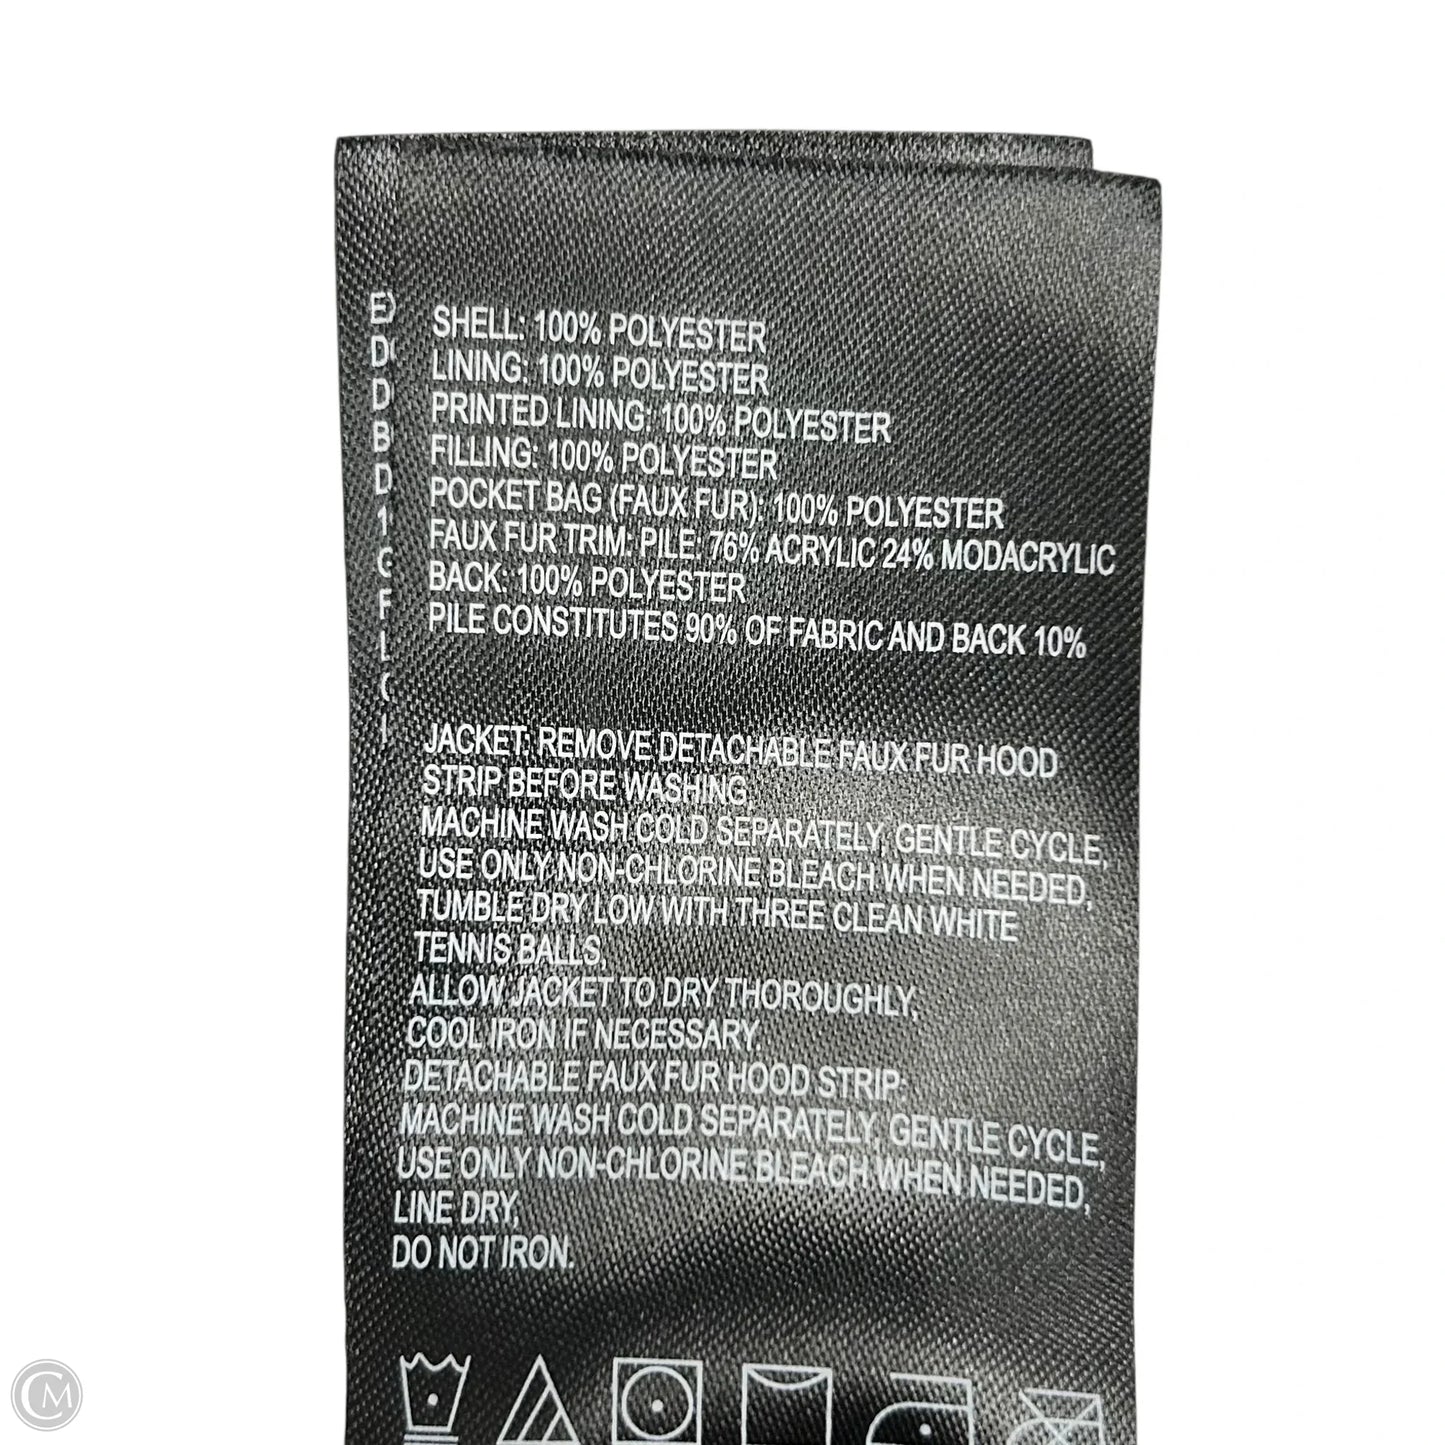 SHELL: 100% POLYESTER
LINING: 100% POLYESTER
PRINTED LINING: 100% POLYESTER
FILLING: 100% POLYESTER
POCKET BAG (FAUX FUR): 100% POLYESTER
FAUX FUR TRIM: PILE: 76% ACRYLIC 24% MODACRYLIC
BACK: 100% POLYESTER
PILE CONSTITUTES 90% OF FABRIC AND BACK 10%
JACKET: REMOVE DETACHABLE FAUX FUR HOOD
STRIP BEFORE WASHING,
MACHINE WASH COLD SEPARATELY, GENTLE CYCLE,
USE ONLY NON-CHLORINE BLEACH WHEN NEEDED,
TUMBLE DRY LOW WITH THREE CLEAN WHITE
TENNIS BALLS,
ALLOW JACKET TO DRY THOROUGHLY,
COOL IRON IF NECESSARY.
DETACHABLE FAUX FUR HOOD STRIP:
MACHINE WASH COLD SEPARATELY, GENTLE CYCLE,
USE ONLY NON-CHLORINE BLEACH WHEN NEEDED,
LINE DRY,
DO NOT IRON.
CM